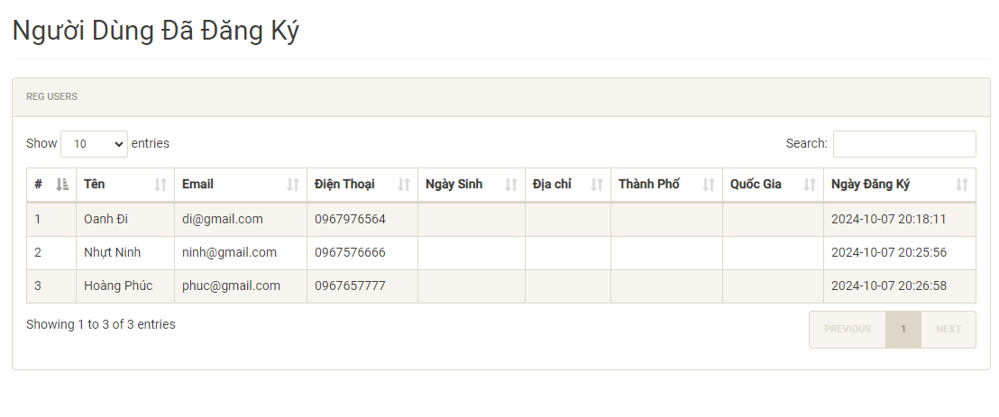 Người Dùng Đã Đăng Ký
REG USERS
Show 10 entries Search:
# Tên Email Điện Thoại Ngày Sinh Địa chỉ Thành Phố Quốc Gia Ngày Đăng Ký
1 Oanh Đi di@gmail.com 0967976564 2024-10-07 20:18:11
2 Nhựt Ninh ninh@gmail.com 0967576666 2024-10-07 20:25:56
3 Hoàng Phúc phuc@gmail.com 0967657777 2024-10-07 20:26:58
Showing 1 to 3 of 3 entries PREVIOUS 1 NEXT